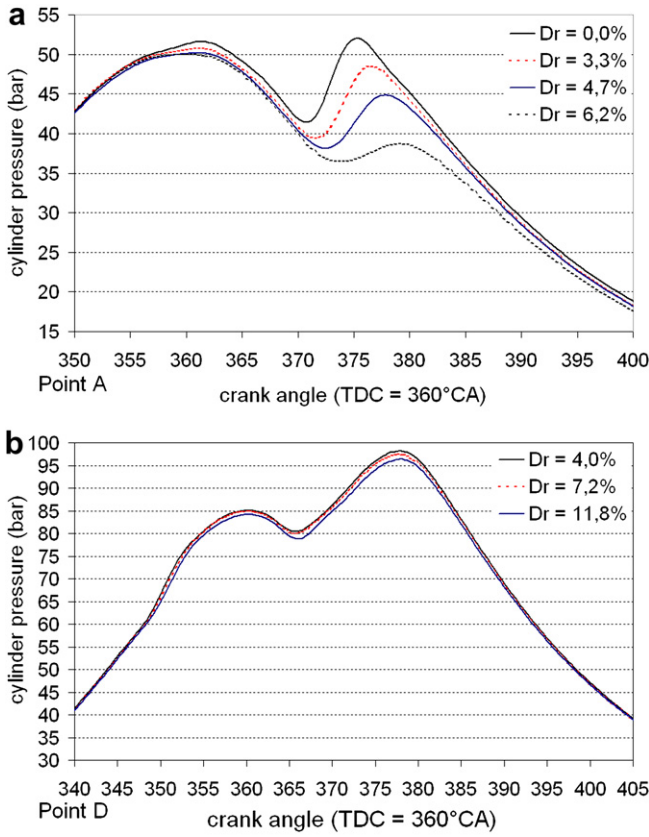 a
55
50
45
40
35
30
25
20
15
cylinder pressure (bar)
Dr = 0,0%
Dr = 3,3%
Dr = 4,7%
Dr = 6,2%
350 355 360 365 370 375 380 385 390 395 400
Point A
crank angle (TDC = 360°CA)
b
100
95
90
85
80
75
70
65
60
55
50
45
40
35
30
cylinder pressure (bar)
Dr = 4,0%
Dr = 7,2%
Dr = 11,8%
340 345 350 355 360 365 370 375 380 385 390 395 400 405
Point D
crank angle (TDC = 360°CA)